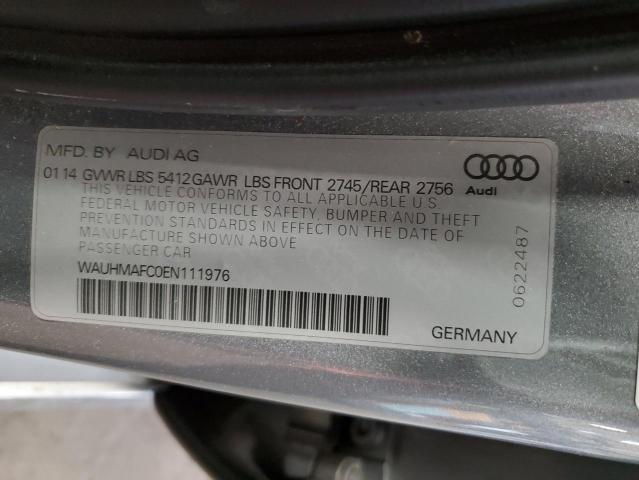 MFD. BY AUDI AG
01 14 GVWR LBS 5412 GAWR LBS FRONT 2745/REAR 2756
THIS VEHICLE CONFORMS TO ALL APPLICABLE U.S.
FEDERAL MOTOR VEHICLE SAFETY, BUMPER AND THEFT
PREVENTION STANDARDS IN EFFECT ON THE DATE OF
MANUFACTURE SHOWN ABOVE
PASSENGER CAR
WAUHMAFC0EN111976
GERMANY
Audi
0622487